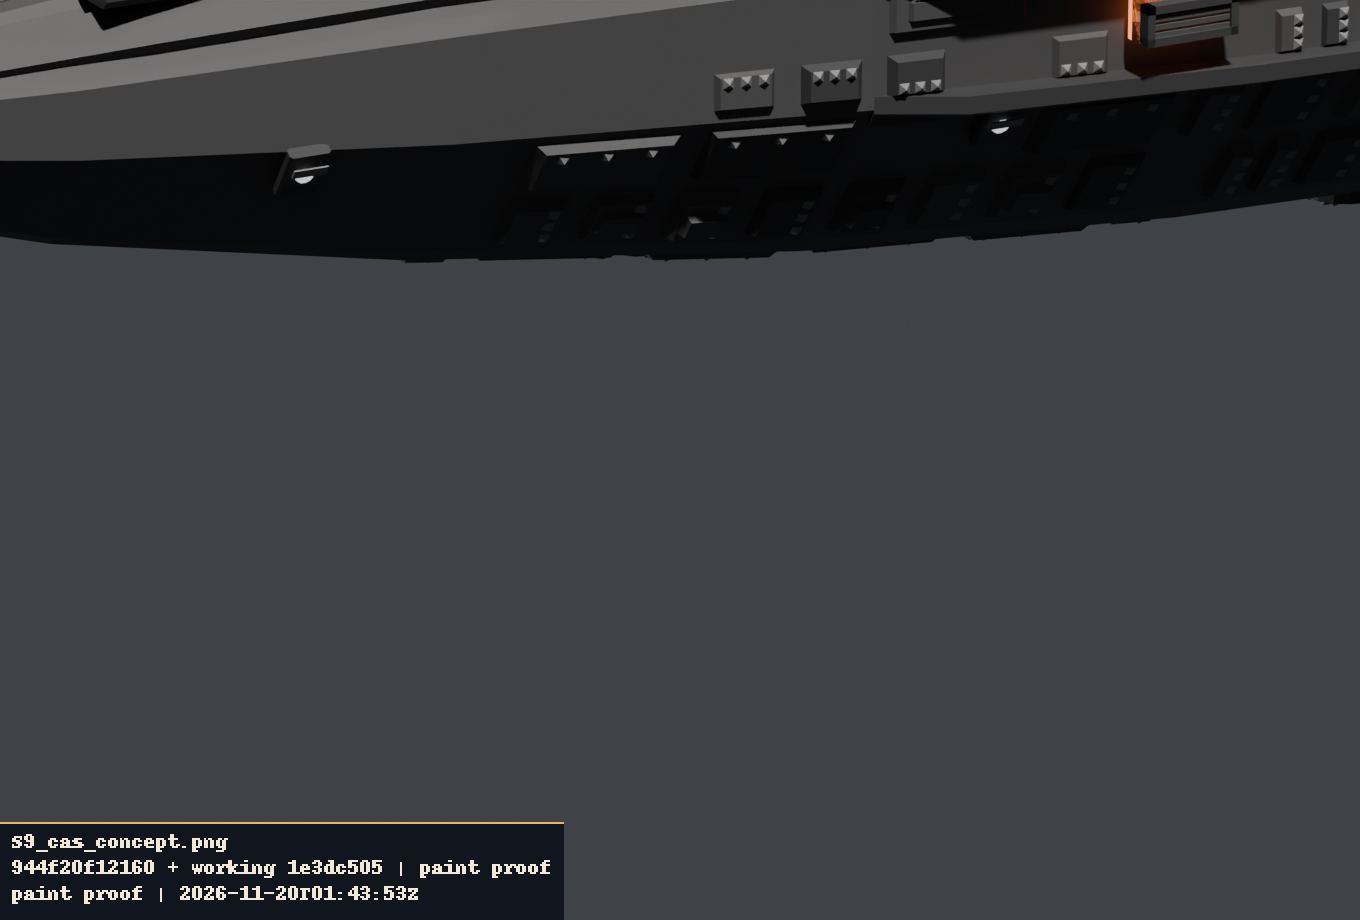 s9_cas_concept.png
944f20f12160 + working 1e3dc505 | paint proof
paint proof | 2026-11-20T01:43:53Z